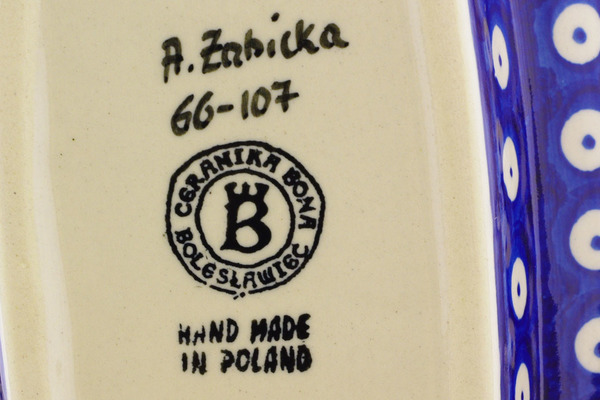 A. Zabicka
66-107
CERAMIKA BONA
B
BOLESŁAWIEC
HAND MADE
IN POLAND